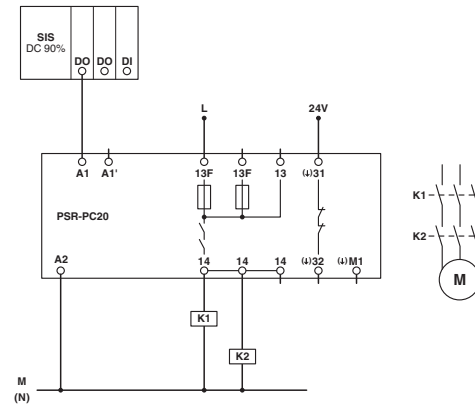 SIS
DC 90%
DO DO DI
L 24V
A1 A1' 13F 13F 13 (↓)31
PSR-PC20
K1
K2
A2 14 14 14 (↓)32 (↓)M1
M
K1
K2
M
(N)